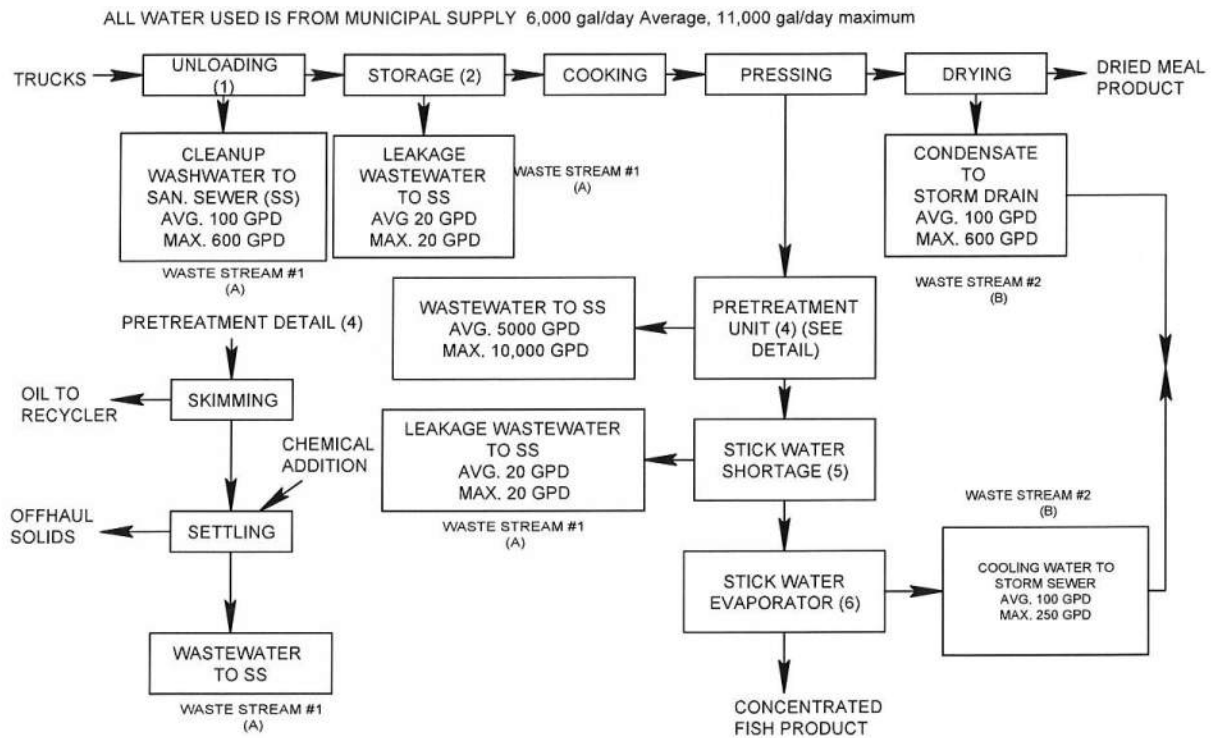 ALL WATER USED IS FROM MUNICIPAL SUPPLY 6,000 gal/day Average, 11,000 gal/day maximum
TRUCKS
UNLOADING
(1)
STORAGE (2)
COOKING
PRESSING
DRYING
DRIED MEAL
PRODUCT
CLEANUP
WASHWATER TO
SAN. SEWER (SS)
AVG. 100 GPD
MAX. 600 GPD
WASTE STREAM #1
(A)
LEAKAGE
WASTEWATER
TO SS
AVG 20 GPD
MAX. 20 GPD
WASTE STREAM #1
(A)
CONDENSATE
TO
STORM DRAIN
AVG. 100 GPD
MAX. 600 GPD
WASTE STREAM #2
(B)
WASTEWATER TO SS
AVG. 5000 GPD
MAX. 10,000 GPD
PRETREATMENT
UNIT (4) (SEE
DETAIL)
PRETREATMENT DETAIL (4)
OIL TO
RECYCLER
SKIMMING
CHEMICAL
ADDITION
OFFHAUL
SOLIDS
SETTLING
WASTEWATER
TO SS
WASTE STREAM #1
(A)
LEAKAGE WASTEWATER
TO SS
AVG. 20 GPD
MAX. 20 GPD
WASTE STREAM #1
(A)
STICK WATER
SHORTAGE (5)
STICK WATER
EVAPORATOR (6)
WASTE STREAM #2
(B)
COOLING WATER TO
STORM SEWER
AVG. 100 GPD
MAX. 250 GPD
CONCENTRATED
FISH PRODUCT